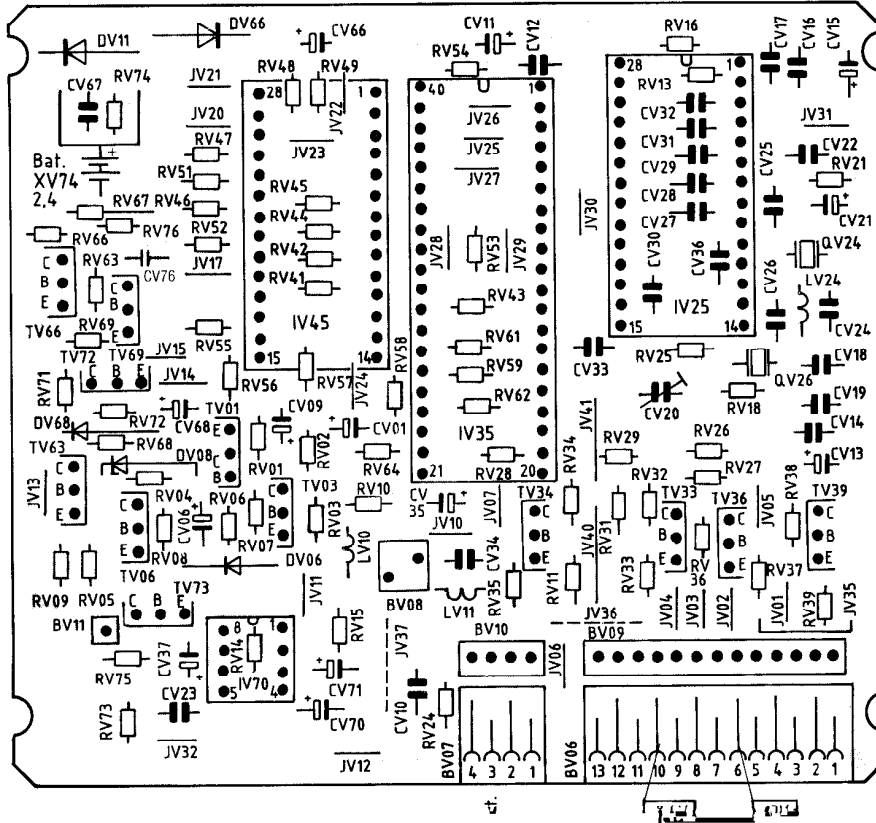 DV11
DV66
CV66
CV11
CV12
RV16
CV17
CV16
CV15
RV54
RV48
RV49
JV21
RV74
CV67
28
1
40
1
28
1
RV13
JV20
JV22
JV26
CV32
JV31
RV47
JV23
JV25
CV31
CV22
Bat.
XV74
2,4
RV51
JV27
CV29
CV25
RV21
RV67
RV46
RV45
CV28
JV30
RV76
RV52
RV44
CV27
CV21
RV66
JV28
RV53
JV29
CV30
CV36
QV24
RV63
CV76
JV17
RV42
C
B
E
C
B
E
RV41
CV26
LV24
RV43
IV25
TV66
RV69
RV55
IV45
RV61
15
14
CV24
TV72
TV69
JV15
15
14
RV58
RV59
CV33
RV25
CV18
RV71
C B E
JV14
RV56
RV57
JV24
RV62
CV20
RV18
QV26
CV19
RV72
CV68
TV01
CV09
CV01
IV35
JV41
CV14
DV68
E
B
C
RV02
RV34
RV29
RV26
TV63
RV68
DV08
RV01
RV64
21
RV28
20
RV27
CV13
JV13
C
B
E
RV04
RV06
C
B
E
TV03
RV10
CV
35
JV07
TV34
RV32
TV33
TV36
JV05
RV38
TV39
C
B
E
CV06
RV07
RV03
LV10
JV10
C
B
E
JV40
RV31
C
B
E
RV
36
C
B
E
C
B
E
RV08
DV06
CV34
RV33
RV37
RV09
RV05
TV06
TV73
JV11
BV08
LV11
RV35
RV11
JV04
JV03
JV02
JV01
RV39
JV35
BV11
C B E
8
1
RV14
RV15
JV37
BV10
JV06
JV36
BV09
RV75
CV37
IV70
5
4
CV71
RV73
CV23
CV70
CV10
RV24
JV32
JV12
BV07
4 3 2 1
BV06
13 12 11 10 9 8 7 6 5 4 3 2 1